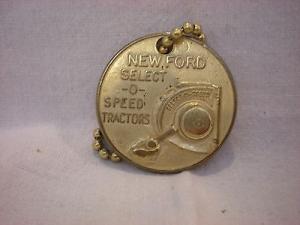 NEW FORD
SELECT
-O-
SPEED
TRACTORS